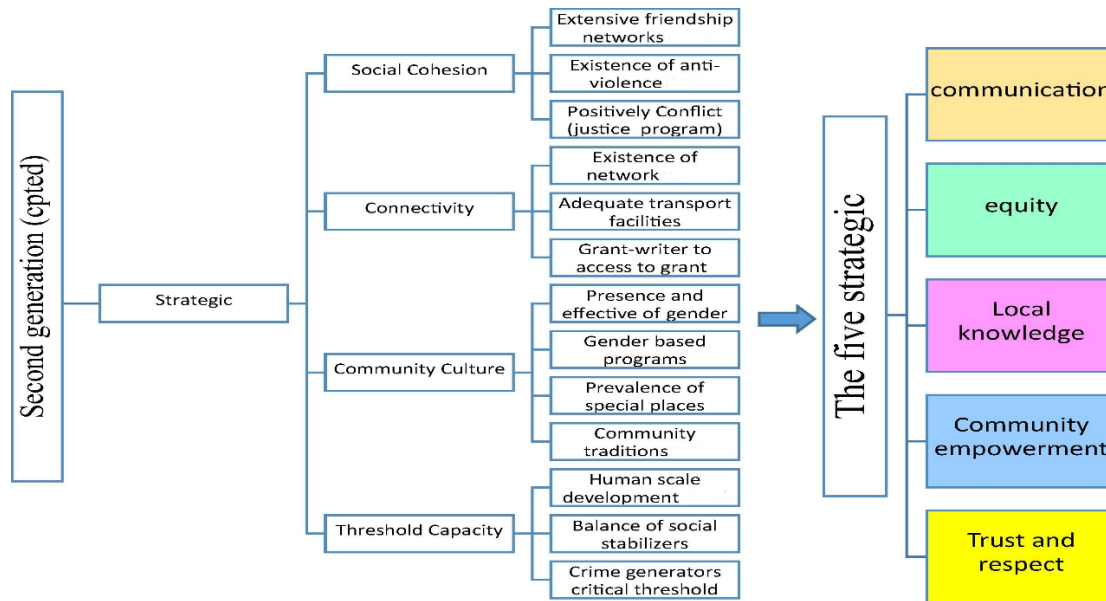 Second generation (cpted)
Strategic
Social Cohesion
Extensive friendship
networks
Existence of anti-
violence
Positively Conflict
(justice program)
Connectivity
Existence of
network
Adequate transport
facilities
Grant-writer to
access to grant
Community Culture
Presence and
effective of gender
Gender based
programs
Prevalence of
special places
Community
traditions
Threshold Capacity
Human scale
development
Balance of social
stabilizers
Crime generators
critical threshold
The five strategic
communication
equity
Local
knowledge
Community
empowerment
Trust and
respect